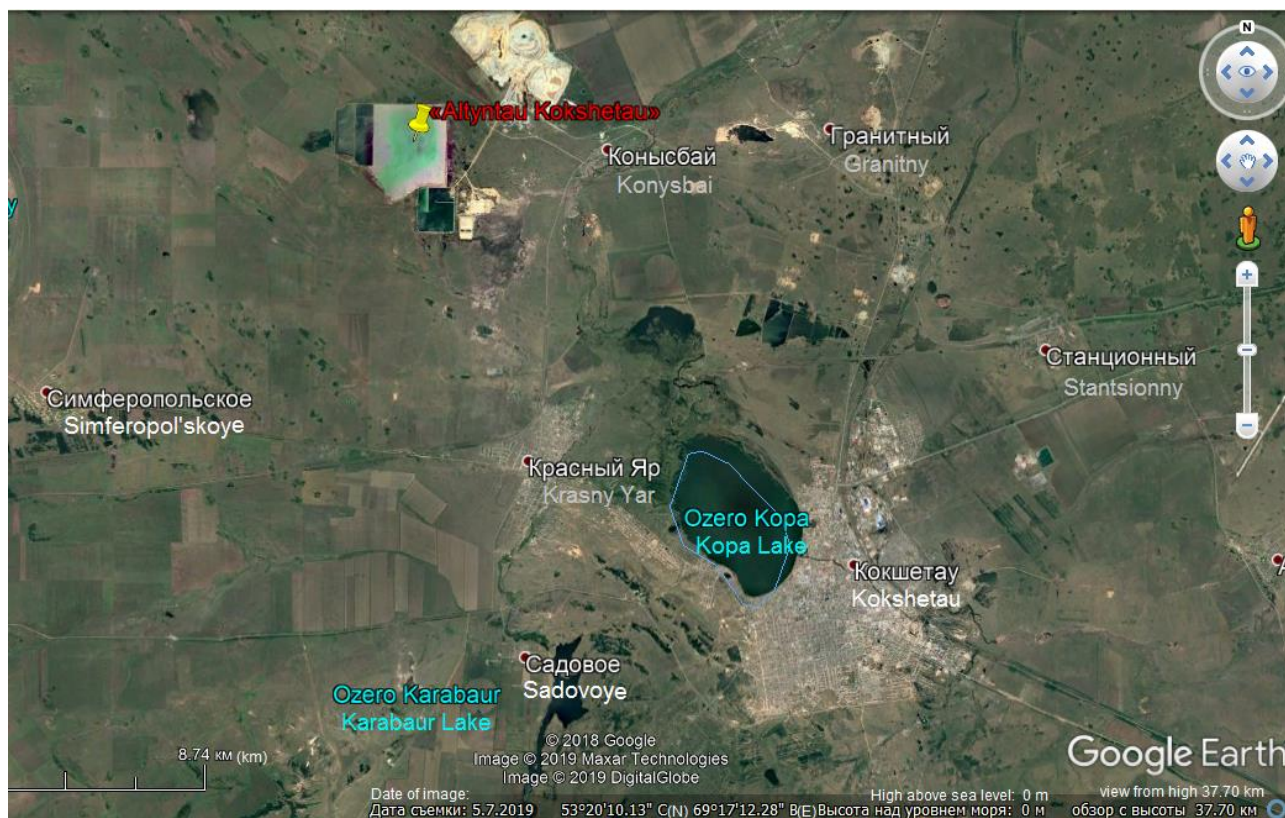 N
«Altyntau Kokshetau»
Гранитный
Granitny
Конысбай
Konysbai
y
Станционный
Stantsionny
Симферопольское
Simferopol'skoye
Красный Яр
Krasny Yar
Ozero Kopa
Kopa Lake
Кокшетау
Kokshetau
Садовое
Sadovoye
Ozero Karabaur
Karabaur Lake
8.74 км (km)
© 2018 Google
Image © 2019 Maxar Technologies
Image © 2019 DigitalGlobe
Google Earth
Date of image:
High above sea level: 0 m
view from high 37.70 km
Дата съемки: 5.7.2019 53°20'10.13" С(N) 69°17'12.28" В(E) Высота над уровнем моря: 0 м обзор с высоты 37.70 км